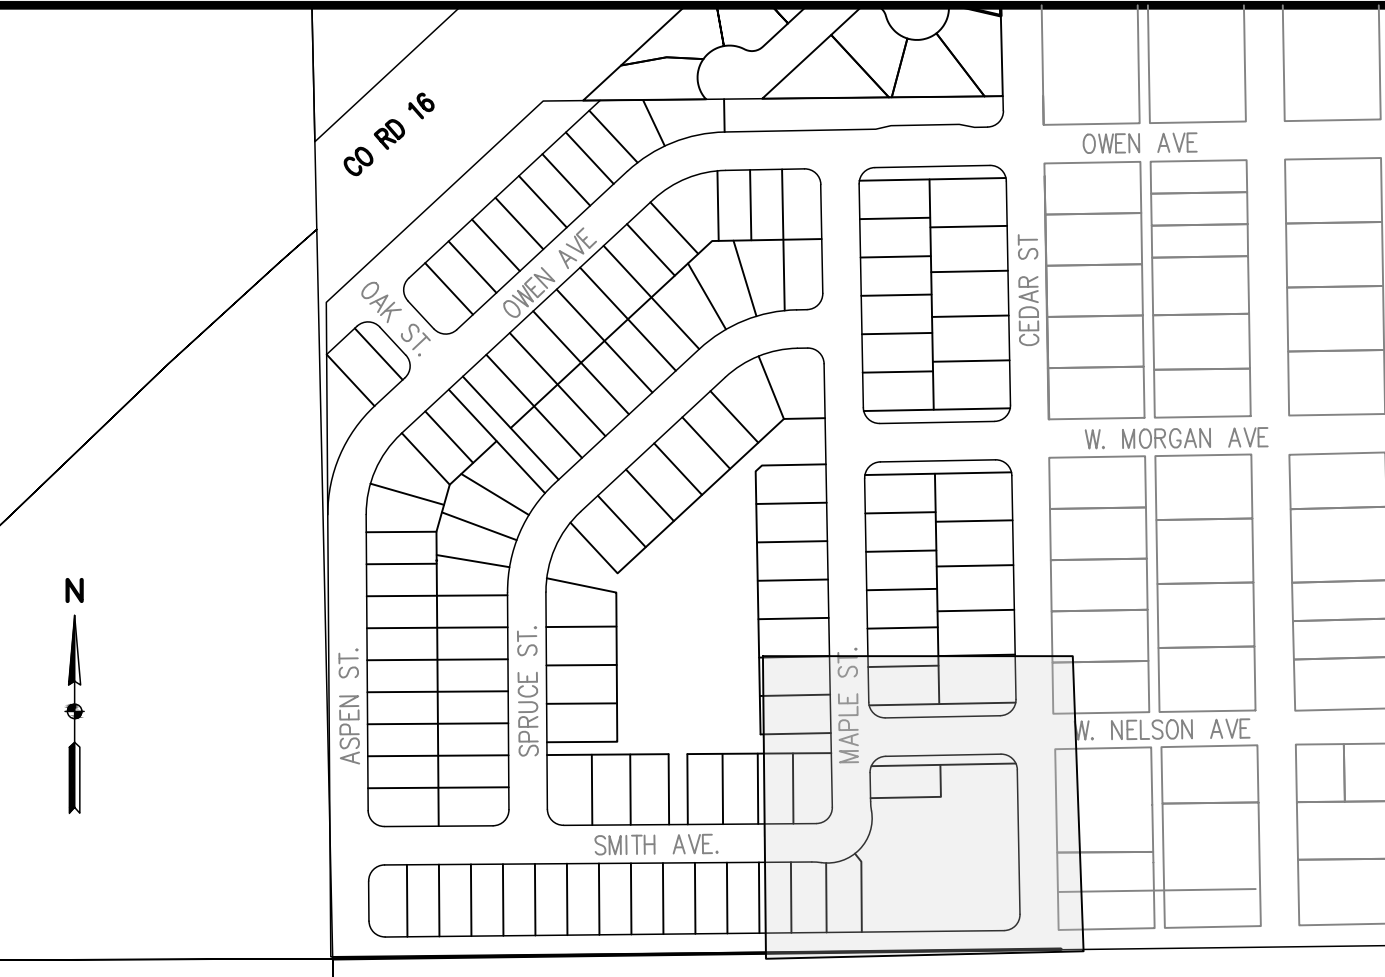 CO RD 16
OWEN AVE
OWEN AVE
OAK ST.
CEDAR ST
W. MORGAN AVE
N
ASPEN ST.
SPRUCE ST.
MAPLE ST.
W. NELSON AVE
SMITH AVE.